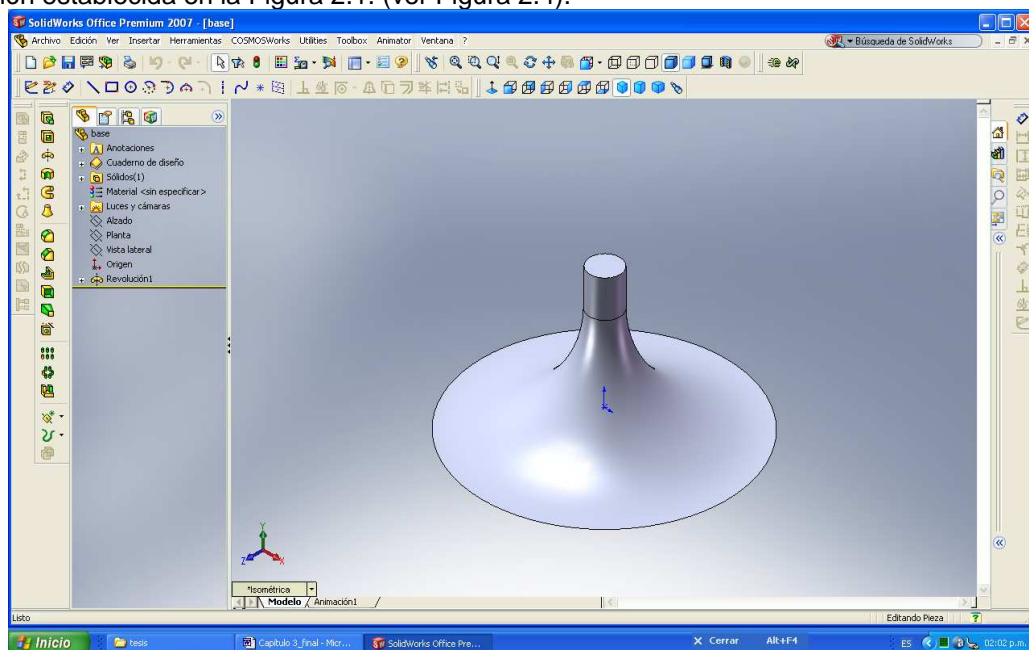 ión establecida en la Figura 2.1. (ver Figura 2.4).
SolidWorks Office Premium 2007 - [base]
Archivo Edición Ver Insertar Herramientas COSMOSWorks Utilities Toolbox Animator Ventana ?
Búsqueda de SolidWorks
base
Anotaciones
Cuaderno de diseño
Sólidos(1)
Material <sin especificar>
Luces y cámaras
Alzado
Planta
Vista lateral
Origen
Revolución1
Y
Z
X
*Isométrica
Modelo
Animación1
Listo
Editando Pieza
Inicio
tesis
Capitulo 3_final - Micr...
SolidWorks Office Pre...
X Cerrar Alt+F4
ES
02:02 p.m.